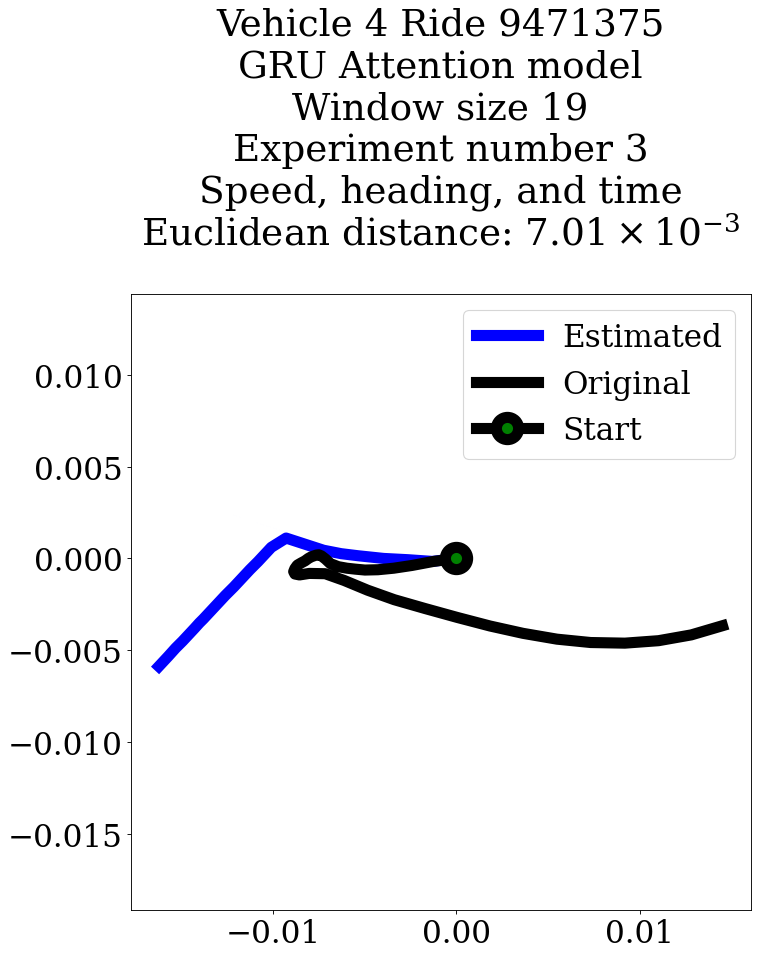 Vehicle 4 Ride 9471375
GRU Attention model
Window size 19
Experiment number 3
Speed, heading, and time
Euclidean distance: 7.01 × 10⁻³
Estimated
Original
Start
0.010
0.005
0.000
−0.005
−0.010
−0.015
−0.01 0.00 0.01